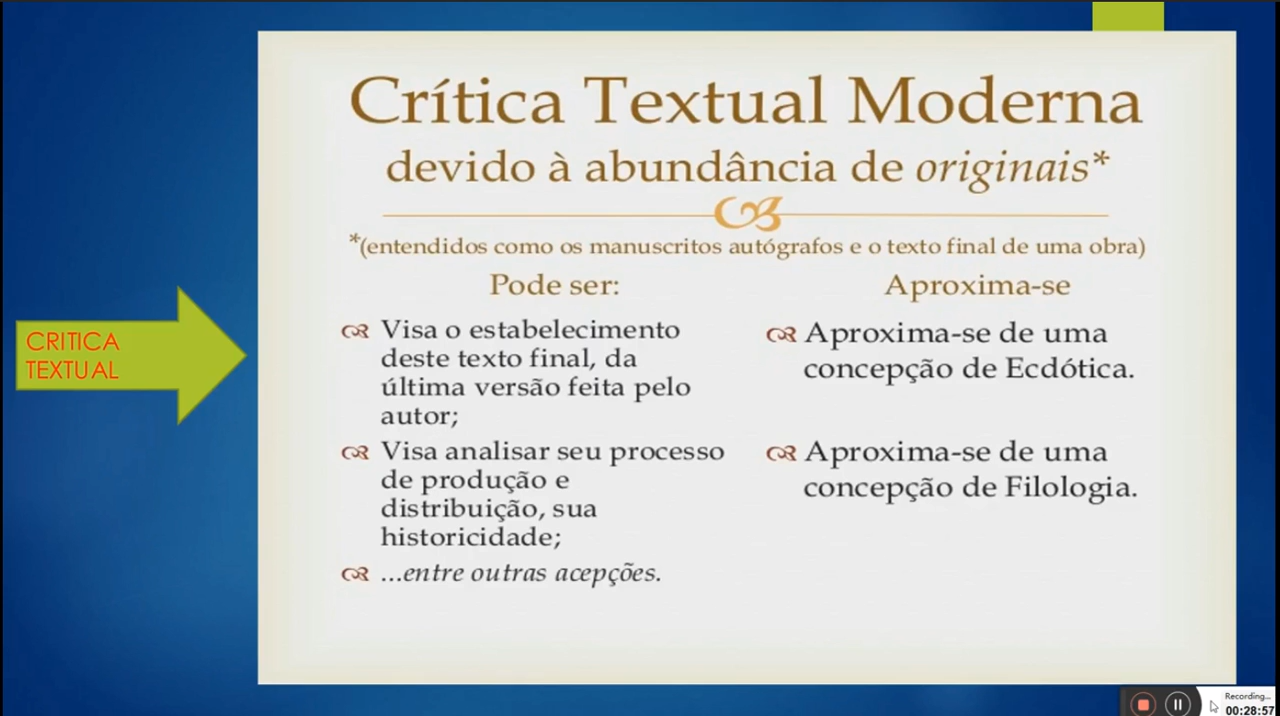 Crítica Textual Moderna
devido à abundância de originais*
*(entendidos como os manuscritos autógrafos e o texto final de uma obra)
CRITICA
TEXTUAL
Pode ser:
Visa o estabelecimento
deste texto final, da
última versão feita pelo
autor;
Visa analisar seu processo
de produção e
distribuição, sua
historicidade;
...entre outras acepções.
Aproxima-se
Aproxima-se de uma
concepção de Ecdótica.
Aproxima-se de uma
concepção de Filologia.
Recording...
00:28:57